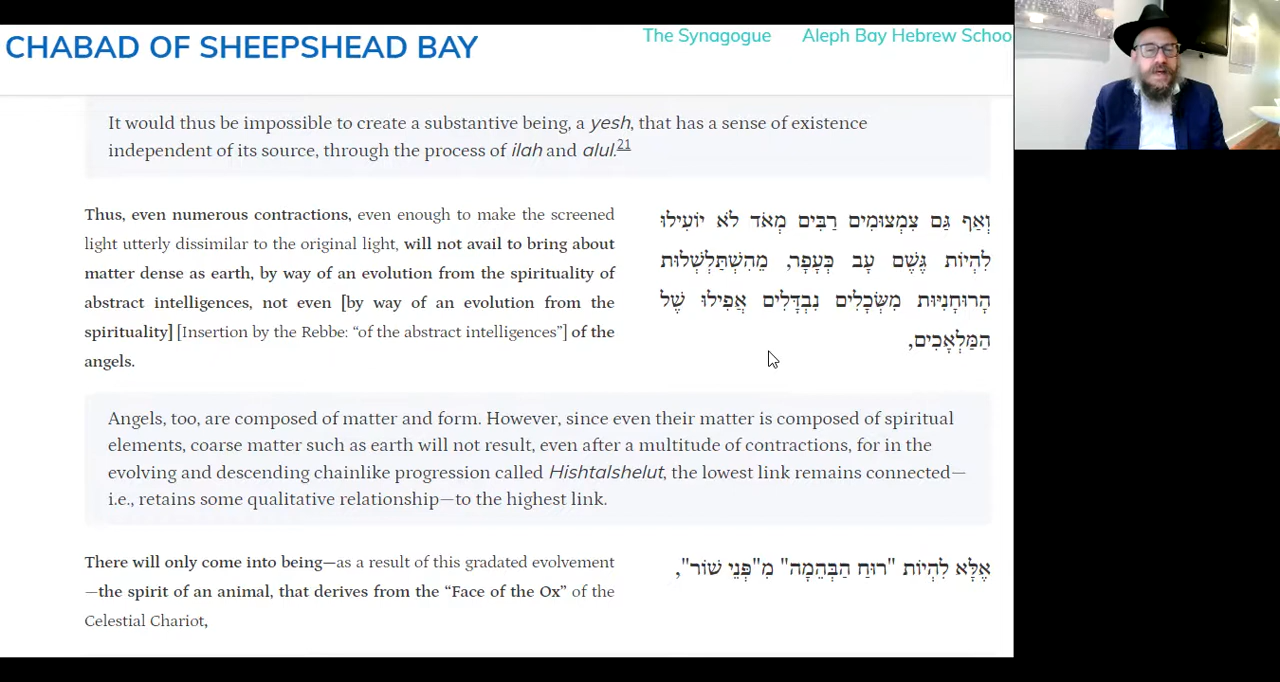 CHABAD OF SHEEPSHEAD BAY
The Synagogue
Aleph Bay Hebrew Schoo
It would thus be impossible to create a substantive being, a yesh, that has a sense of existence
independent of its source, through the process of ilah and alul.21
Thus, even numerous contractions, even enough to make the screened
light utterly dissimilar to the original light, will not avail to bring about
matter dense as earth, by way of an evolution from the spirituality of
abstract intelligences, not even [by way of an evolution from the
spirituality] [Insertion by the Rebbe: “of the abstract intelligences”] of the
angels.
וְאַף גַּם צִמְצוּמִים רַבִּים מְאֹד לֹא יוֹעִילוּ
לִהְיוֹת גֶּשֶׁם עָב כְּעָפָר, מֵהִשְׁתַּלְשְׁלוּת
הָרוּחָנִיּוּת מִשְּׂכָלִים נִבְדָּלִים אֲפִילוּ שֶׁל
הַמַּלְאָכִים,
Angels, too, are composed of matter and form. However, since even their matter is composed of spiritual
elements, coarse matter such as earth will not result, even after a multitude of contractions, for in the
evolving and descending chainlike progression called Hishtalshelut, the lowest link remains connected—
i.e., retains some qualitative relationship—to the highest link.
There will only come into being—as a result of this gradated evolvement
—the spirit of an animal, that derives from the “Face of the Ox” of the
Celestial Chariot,
אֶלָּא לִהְיוֹת "רוּחַ הַבְּהֵמָה" מִ"פְּנֵי שׁוֹר",